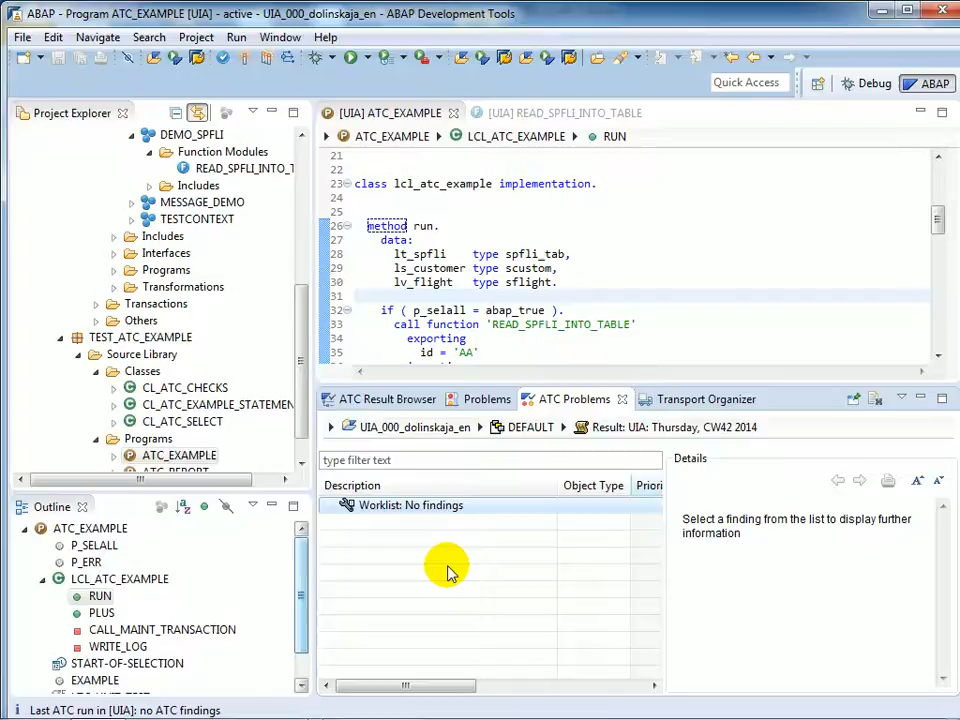 ABAP - Program ATC_EXAMPLE [UIA] - active - UIA_000_dolinskaja_en - ABAP Development Tools
File Edit Navigate Search Project Run Window Help
Quick Access
Debug
ABAP
Project Explorer
DEMO_SPFLI
Function Modules
READ_SPFLI_INTO_T
Includes
MESSAGE_DEMO
TESTCONTEXT
Includes
Interfaces
Programs
Transformations
Transactions
Others
TEST_ATC_EXAMPLE
Source Library
Classes
CL_ATC_CHECKS
CL_ATC_EXAMPLE_STATEMEN
CL_ATC_SELECT
Programs
ATC_EXAMPLE
ATC_REPORT
[UIA] ATC_EXAMPLE
[UIA] READ_SPFLI_INTO_TABLE
ATC_EXAMPLE LCL_ATC_EXAMPLE RUN
21
22
23 class lcl_atc_example implementation.
24
25
26 method run.
27 data:
28 lt_spfli type spfli_tab,
29 ls_customer type scustom,
30 lv_flight type sflight.
31
32 if ( p_selall = abap_true ).
33 call function 'READ_SPFLI_INTO_TABLE'
34 exporting
35 id = 'AA'
Outline
ATC_EXAMPLE
P_SELALL
P_ERR
LCL_ATC_EXAMPLE
RUN
PLUS
CALL_MAINT_TRANSACTION
WRITE_LOG
START-OF-SELECTION
EXAMPLE
ATC Result Browser
Problems
ATC Problems
Transport Organizer
UIA_000_dolinskaja_en DEFAULT Result: UIA: Thursday, CW42 2014
type filter text
Description Object Type Priori
Worklist: No findings
Details
Select a finding from the list to display further
information
Last ATC run in [UIA]: no ATC findings